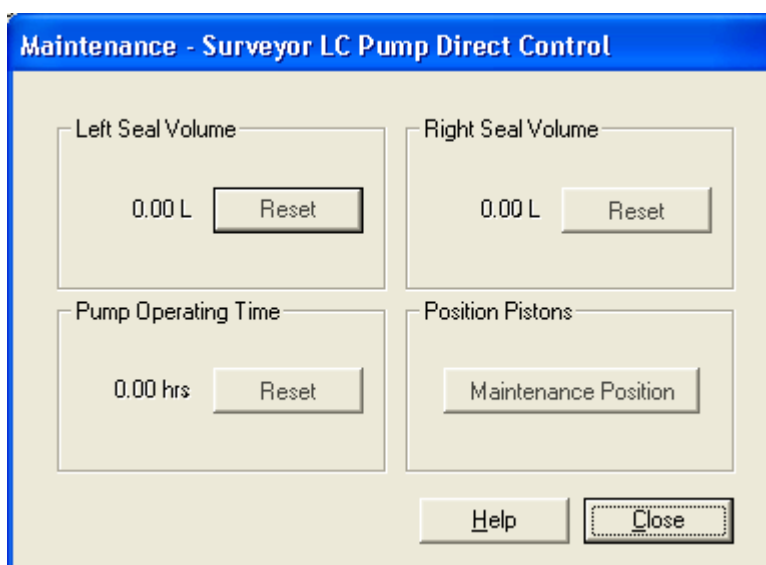 Maintenance - Surveyor LC Pump Direct Control
Left Seal Volume
0.00 L Reset
Right Seal Volume
0.00 L Reset
Pump Operating Time
0.00 hrs Reset
Position Pistons
Maintenance Position
Help Close